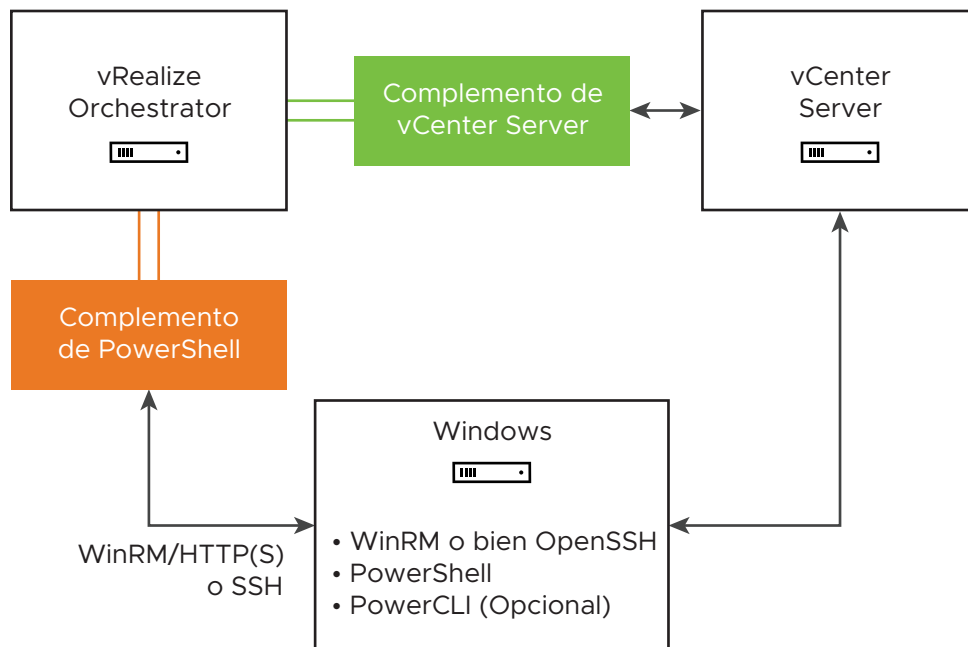 vRealize
Orchestrator
Complemento de
vCenter Server
vCenter
Server
Complemento
de PowerShell
WinRM/HTTP(S)
o SSH
Windows
• WinRM o bien OpenSSH
• PowerShell
• PowerCLI (Opcional)